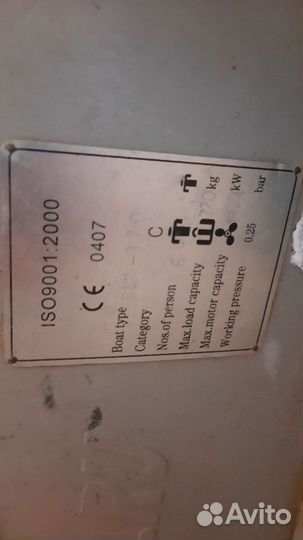 ISO9001:2000
CE 0407
Boat type
Category C
Nos.of person
Max.load capacity kg
Max.motor capacity kW
Working pressure 0.25 bar
Avito